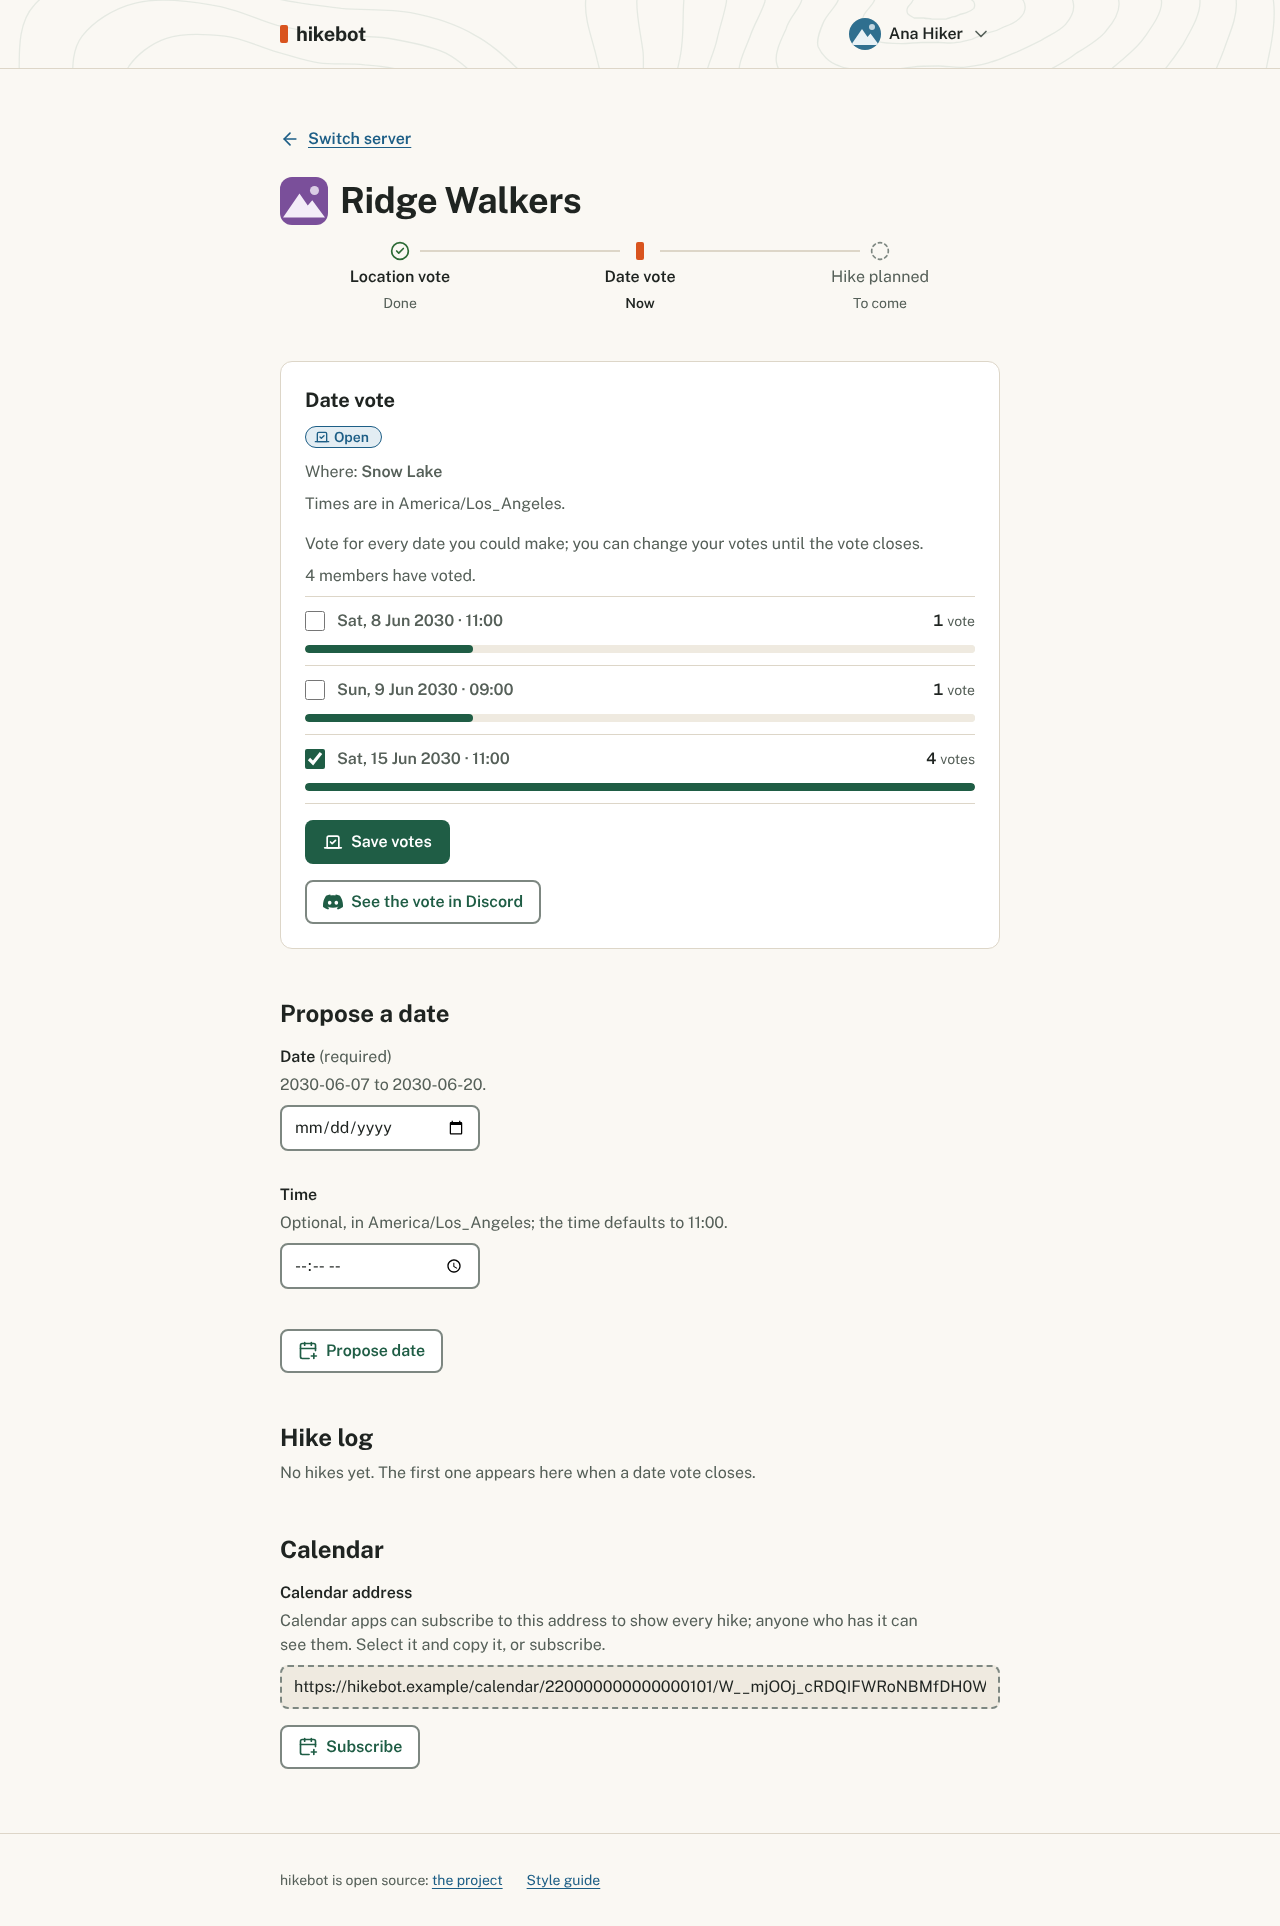 hikebot
Ana Hiker
Switch server
Ridge Walkers
Location vote
Done
Date vote
Now
Hike planned
To come
Date vote
Open
Where: Snow Lake
Times are in America/Los_Angeles.
Vote for every date you could make; you can change your votes until the vote closes.
4 members have voted.
Sat, 8 Jun 2030 · 11:00 1 vote
Sun, 9 Jun 2030 · 09:00 1 vote
Sat, 15 Jun 2030 · 11:00 4 votes
Save votes
See the vote in Discord
Propose a date
Date (required)
2030-06-07 to 2030-06-20.
mm/dd/yyyy
Time
Optional, in America/Los_Angeles; the time defaults to 11:00.
--:-- --
Propose date
Hike log
No hikes yet. The first one appears here when a date vote closes.
Calendar
Calendar address
Calendar apps can subscribe to this address to show every hike; anyone who has it can
see them. Select it and copy it, or subscribe.
https://hikebot.example/calendar/220000000000000101/W__mjOOj_cRDQIFWRoNBMfDH0W
Subscribe
hikebot is open source: the project Style guide